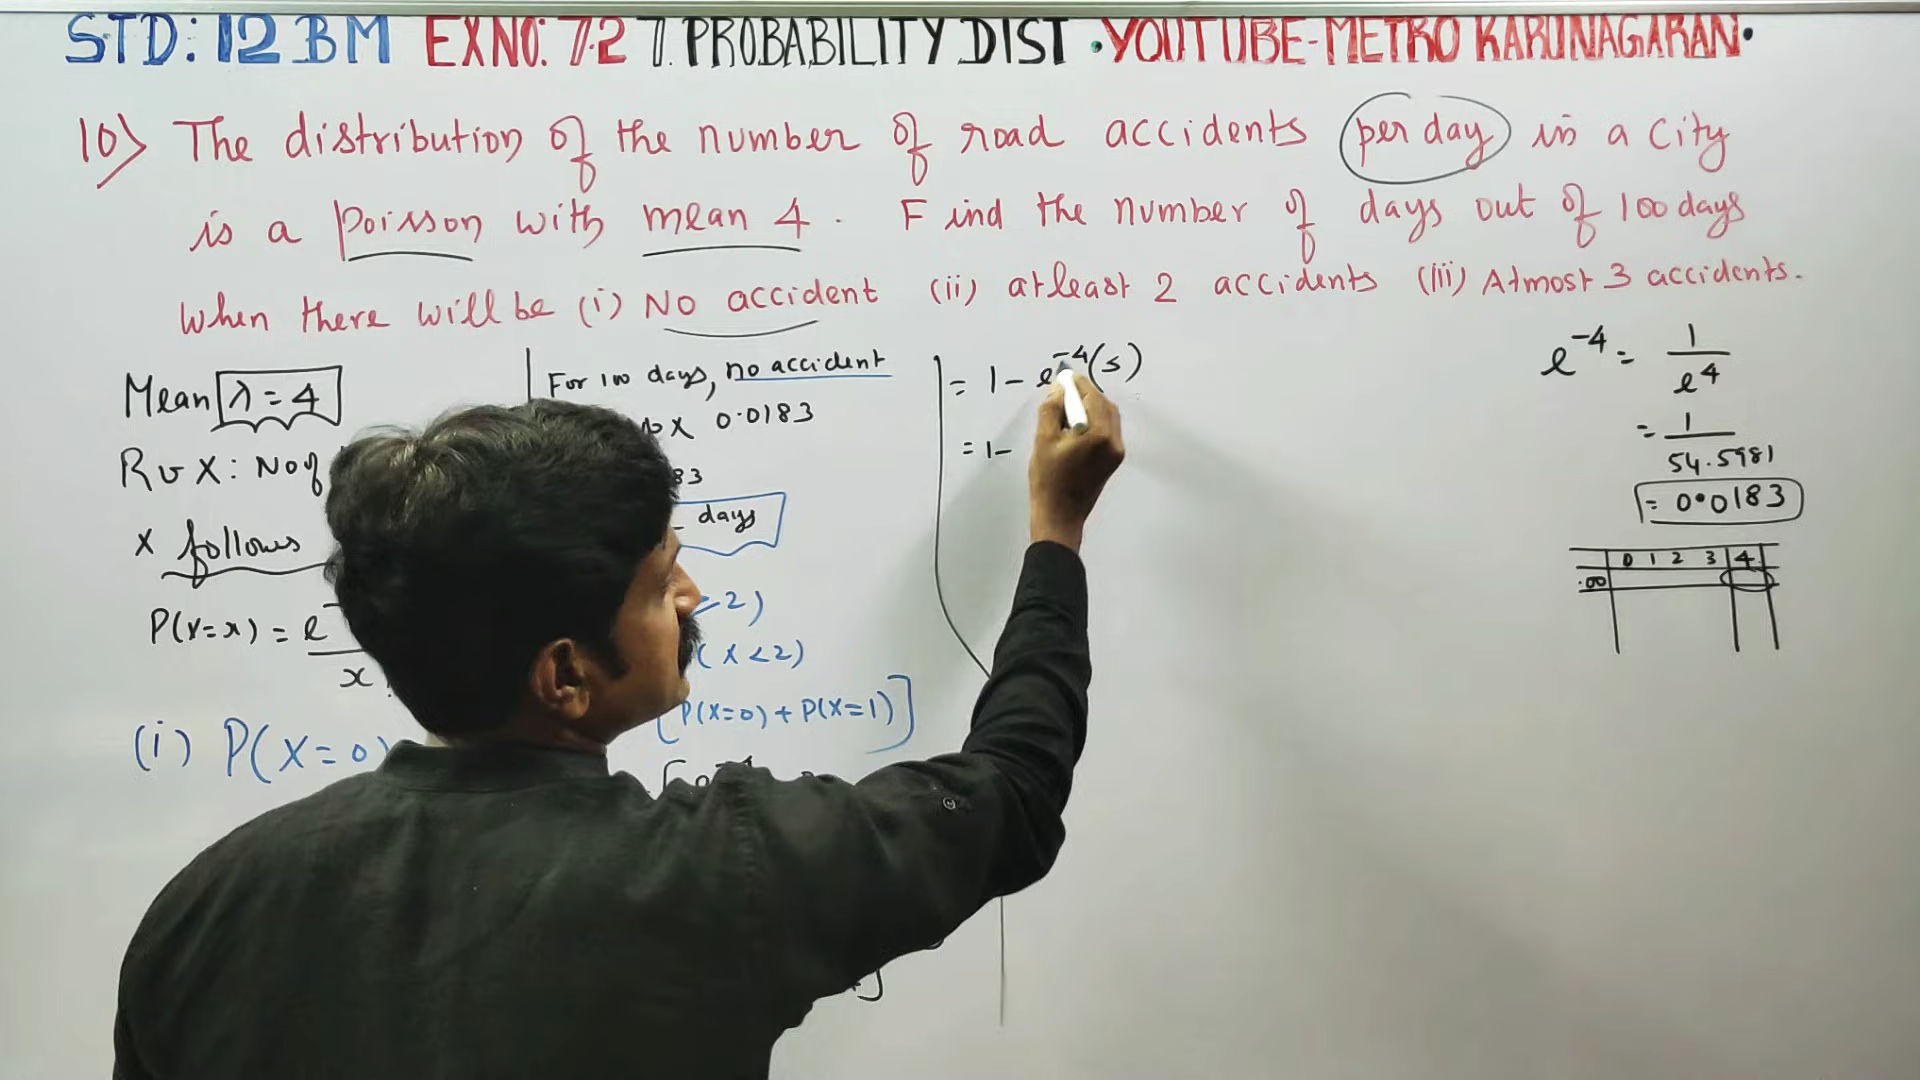 STD: 12 BM EXNO: 7.2 7. PROBABILITY DIST • YOUTUBE-METRO KARUNAGARAN•
10) The distribution of the number of road accidents per day in a city
is a poisson with mean 4. Find the number of days out of 100 days
when there will be (i) No accident (ii) atleast 2 accidents (iii) Atmost 3 accidents.
Mean λ = 4
R v X : No of
X follows
P(X=x) = e
x!
(i) P(X=0)
For 100 days, no accident
x 0.0183
83
days
≥2)
(X<2)
[P(X=0) + P(X=1)]
= 1 - e^-4 (5)
= 1 -
e^-4 = 1
e^4
= 1
54.5981
= 0.0183
0 1 2 3 4
.00